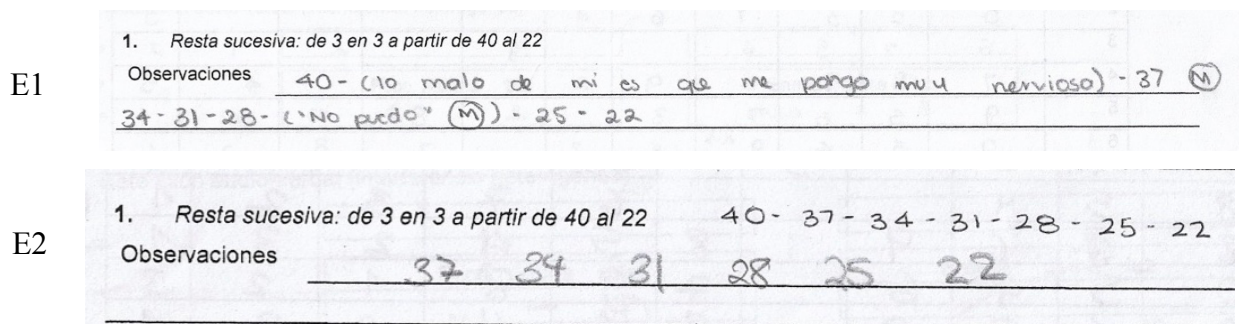 E1
1. Resta sucesiva: de 3 en 3 a partir de 40 al 22
Observaciones 40 - (lo malo de mi es que me pongo muy nervioso) - 37 (M)
34 - 31 - 28 - ("No puedo" (M)) - 25 - 22
E2
1. Resta sucesiva: de 3 en 3 a partir de 40 al 22 40 - 37 - 34 - 31 - 28 - 25 - 22
Observaciones 37 34 31 28 25 22